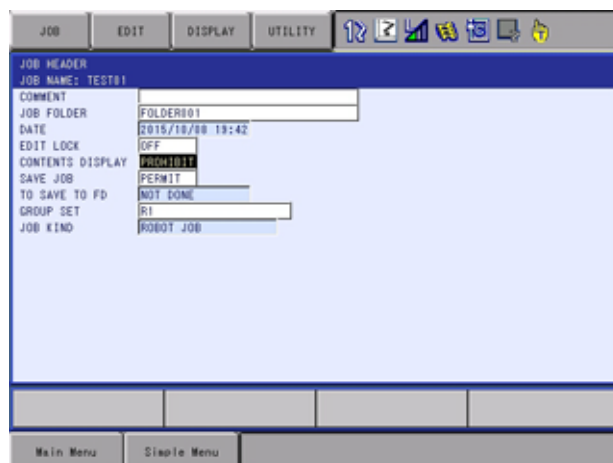 JOB EDIT DISPLAY UTILITY
JOB HEADER
JOB NAME: TEST01
COMMENT
JOB FOLDER FOLDER001
DATE 2015/10/08 19:42
EDIT LOCK OFF
CONTENTS DISPLAY PROHIBIT
SAVE JOB PERMIT
TO SAVE TO FD NOT DONE
GROUP SET R1
JOB KIND ROBOT JOB
Main Menu Simple Menu